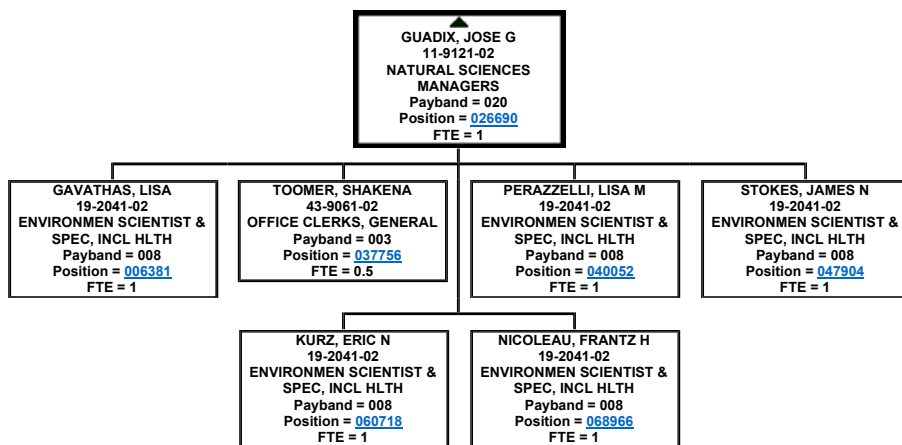 GUADIX, JOSE G
11-9121-02
NATURAL SCIENCES
MANAGERS
Payband = 020
Position = 026690
FTE = 1
GAVATHAS, LISA
19-2041-02
ENVIRONMEN SCIENTIST &
SPEC, INCL HLTH
Payband = 008
Position = 006381
FTE = 1
TOOMER, SHAKENA
43-9061-02
OFFICE CLERKS, GENERAL
Payband = 003
Position = 037756
FTE = 0.5
PERAZZELLI, LISA M
19-2041-02
ENVIRONMEN SCIENTIST &
SPEC, INCL HLTH
Payband = 008
Position = 040052
FTE = 1
STOKES, JAMES N
19-2041-02
ENVIRONMEN SCIENTIST &
SPEC, INCL HLTH
Payband = 008
Position = 047904
FTE = 1
KURZ, ERIC N
19-2041-02
ENVIRONMEN SCIENTIST &
SPEC, INCL HLTH
Payband = 008
Position = 060718
FTE = 1
NICOLEAU, FRANTZ H
19-2041-02
ENVIRONMEN SCIENTIST &
SPEC, INCL HLTH
Payband = 008
Position = 068966
FTE = 1